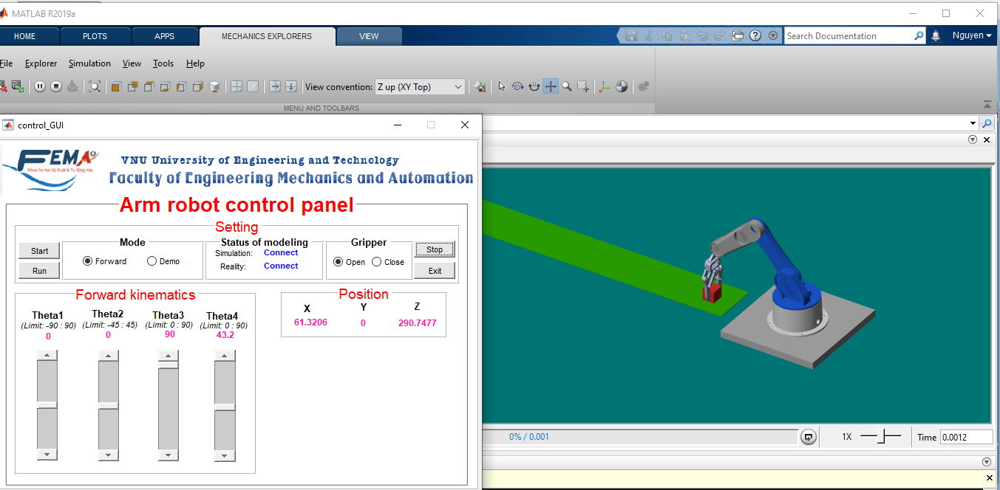 MATLAB R2019a
HOME PLOTS APPS MECHANICS EXPLORERS VIEW
Search Documentation
Nguyen
File Explorer Simulation View Tools Help
View convention: Z up (XY Top)
MENU AND TOOLBARS
control_GUI
FEMA
Khoa Cơ học Kỹ thuật & Tự động hóa
VNU University of Engineering and Technology
Faculty of Engineering Mechanics and Automation
Arm robot control panel
Setting
Start
Run
Mode
Forward Demo
Status of modeling
Simulation: Connect
Reality: Connect
Gripper
Open Close
Stop
Exit
Forward kinematics
Theta1 Theta2 Theta3 Theta4
(Limit: -90 : 90) (Limit: -45 : 45) (Limit: 0 : 90) (Limit: 0 : 90)
0 0 90 43.2
Position
X Y Z
61.3206 0 290.7477
0% / 0.001
1X
Time 0.0012